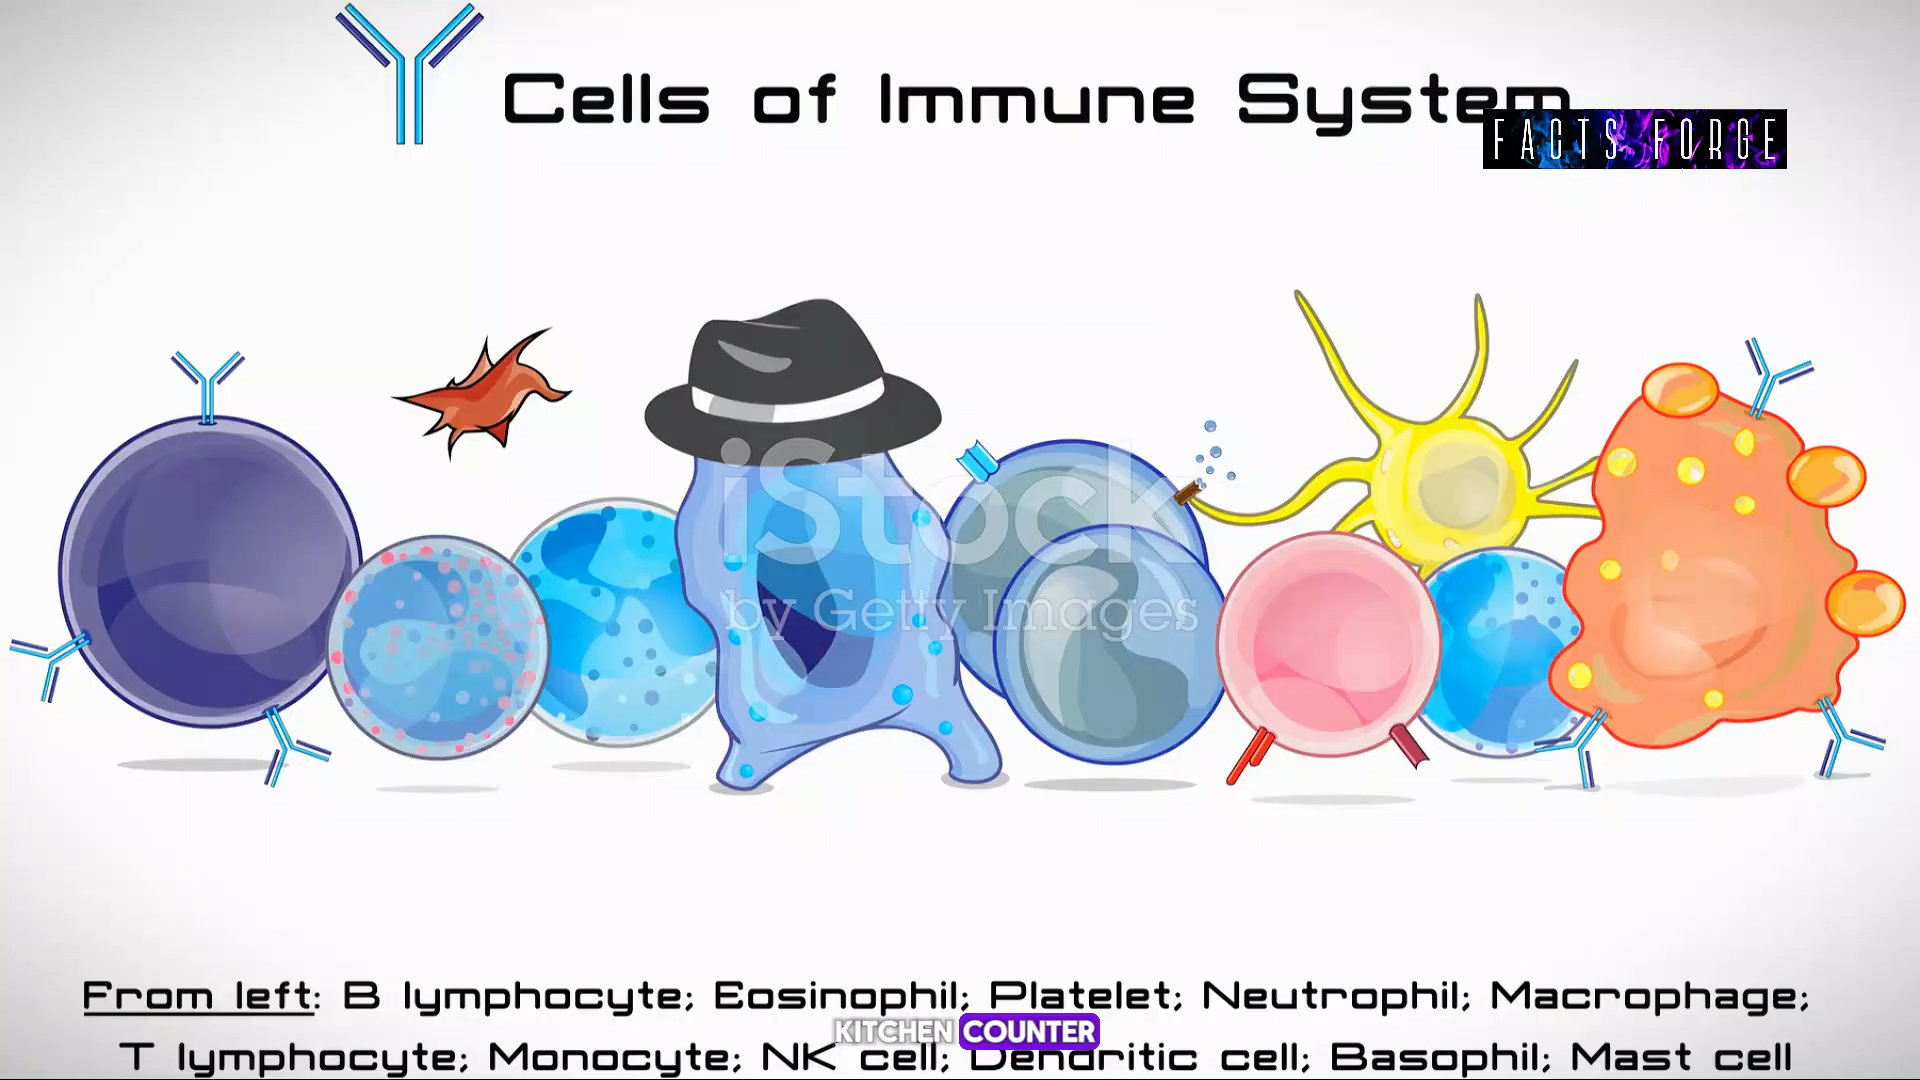 Cells of Immune System
FACTS FORGE
iStock
by Getty Images
From left: B lymphocyte; Eosinophil; Platelet; Neutrophil; Macrophage;
KITCHEN COUNTER
T lymphocyte; Monocyte; NK cell; Dendritic cell; Basophil; Mast cell